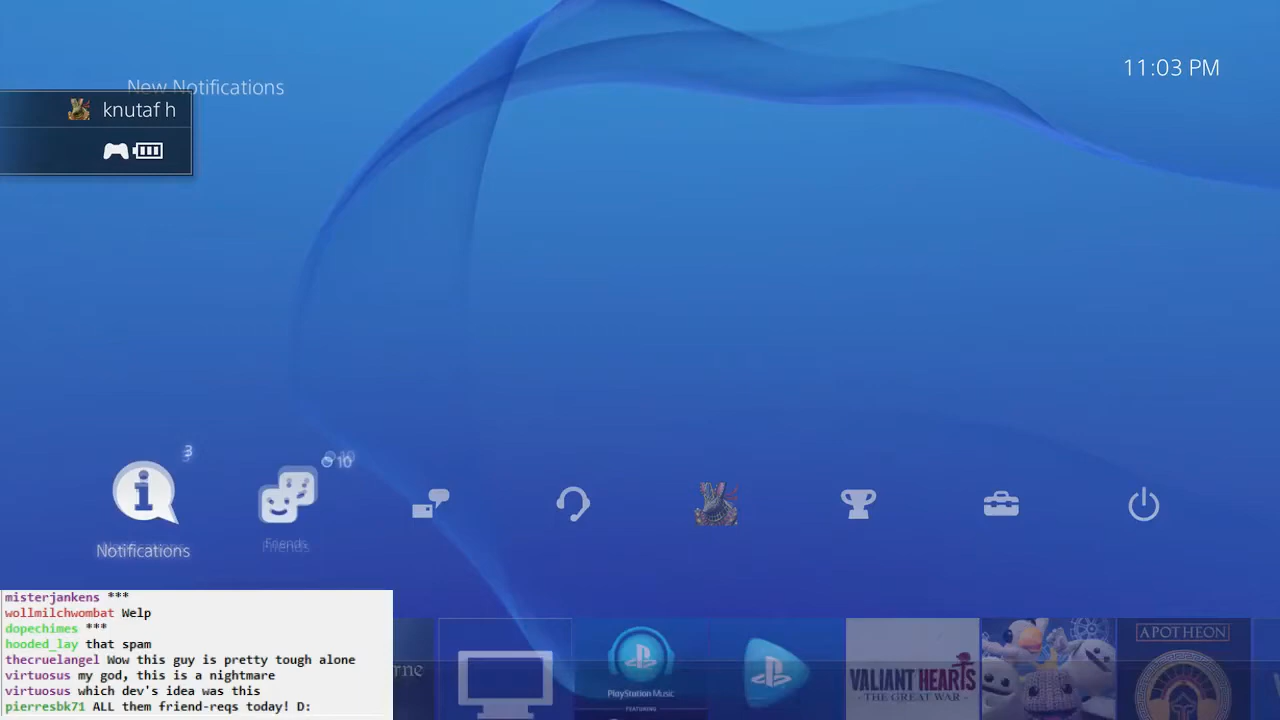 New Notifications
11:03 PM
knutaf h
3
10
Notifications
Friends
misterjankens ***
wollmilchwombat Welp
dopechimes ***
hooded_lay that spam
thecruelangel Wow this guy is pretty tough alone
virtuosus my god, this is a nightmare
virtuosus which dev's idea was this
pierresbk71 ALL them friend-reqs today! D:
rne
PlayStation Music
FEATURING
VALIANT HEARTS
- THE GREAT WAR -
APOTHEON